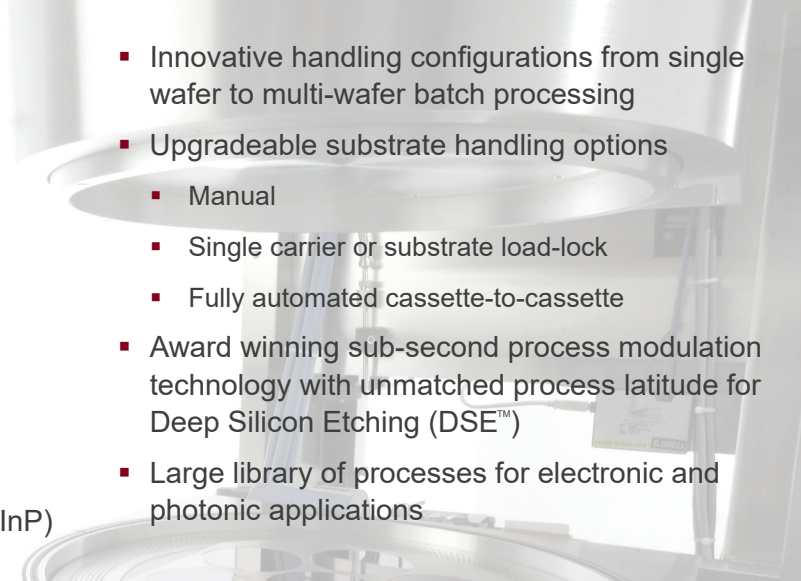 ▪ Innovative handling configurations from single
wafer to multi-wafer batch processing
▪ Upgradeable substrate handling options
▪ Manual
▪ Single carrier or substrate load-lock
▪ Fully automated cassette-to-cassette
▪ Award winning sub-second process modulation
technology with unmatched process latitude for
Deep Silicon Etching (DSE™)
▪ Large library of processes for electronic and
photonic applications
InP)